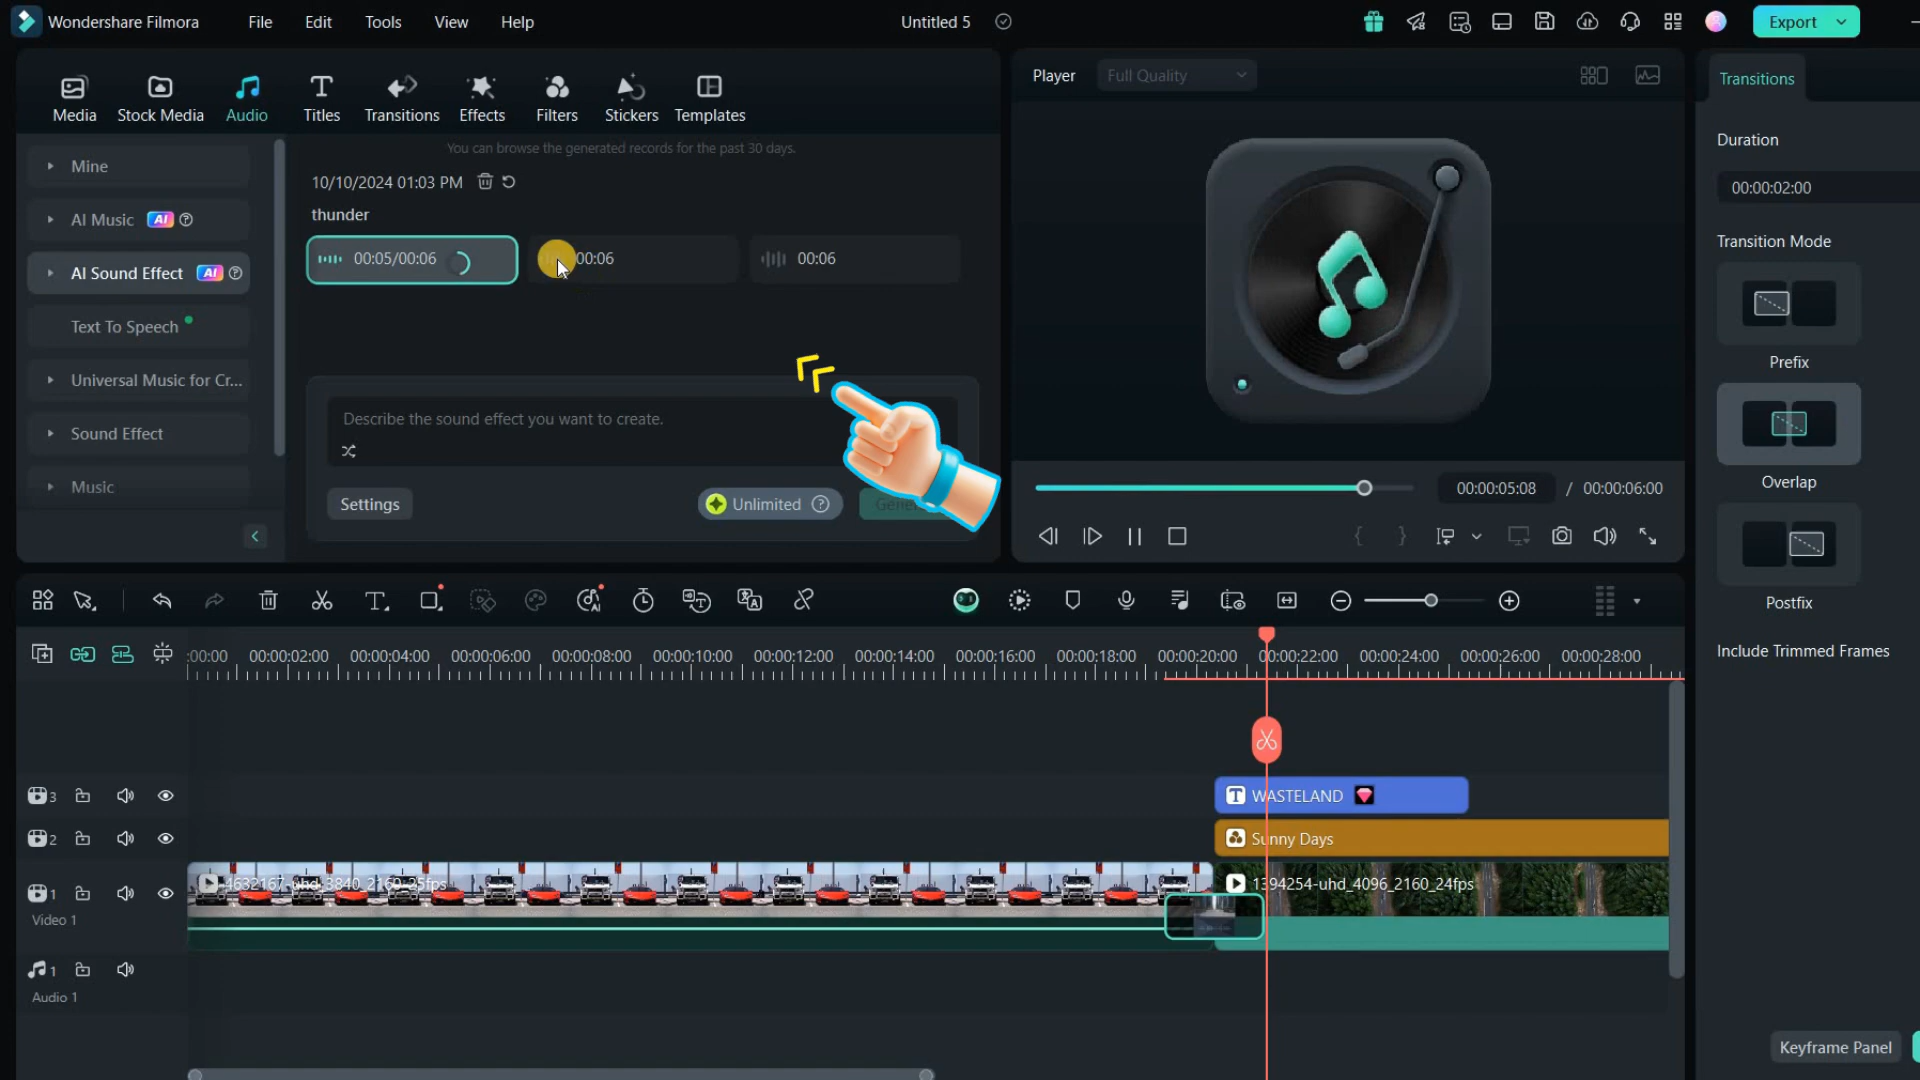 Wondershare Filmora
File
Edit
Tools
View
Help
Untitled 5
Export
Media
Stock Media
Audio
Titles
Transitions
Effects
Filters
Stickers
Templates
Player
Full Quality
Transitions
Mine
AI Music AI
AI Sound Effect AI
Text To Speech
Universal Music for Cr...
Sound Effect
Music
You can browse the generated records for the past 30 days.
10/10/2024 01:03 PM
thunder
00:05/00:06
00:06
00:06
Describe the sound effect you want to create.
Settings
Unlimited
00:00:05:08 / 00:00:06:00
Duration
00:00:02:00
Transition Mode
Prefix
Overlap
Postfix
Include Trimmed Frames
:00:00 00:00:02:00 00:00:04:00 00:00:06:00 00:00:08:00 00:00:10:00 00:00:12:00 00:00:14:00 00:00:16:00 00:00:18:00 00:00:20:00 00:00:22:00 00:00:24:00 00:00:26:00 00:00:28:00
3
WASTELAND
2
Sunny Days
1
Video 1
4632167-uhd_3840_2160_25fps
1394254-uhd_4096_2160_24fps
1
Audio 1
Keyframe Panel